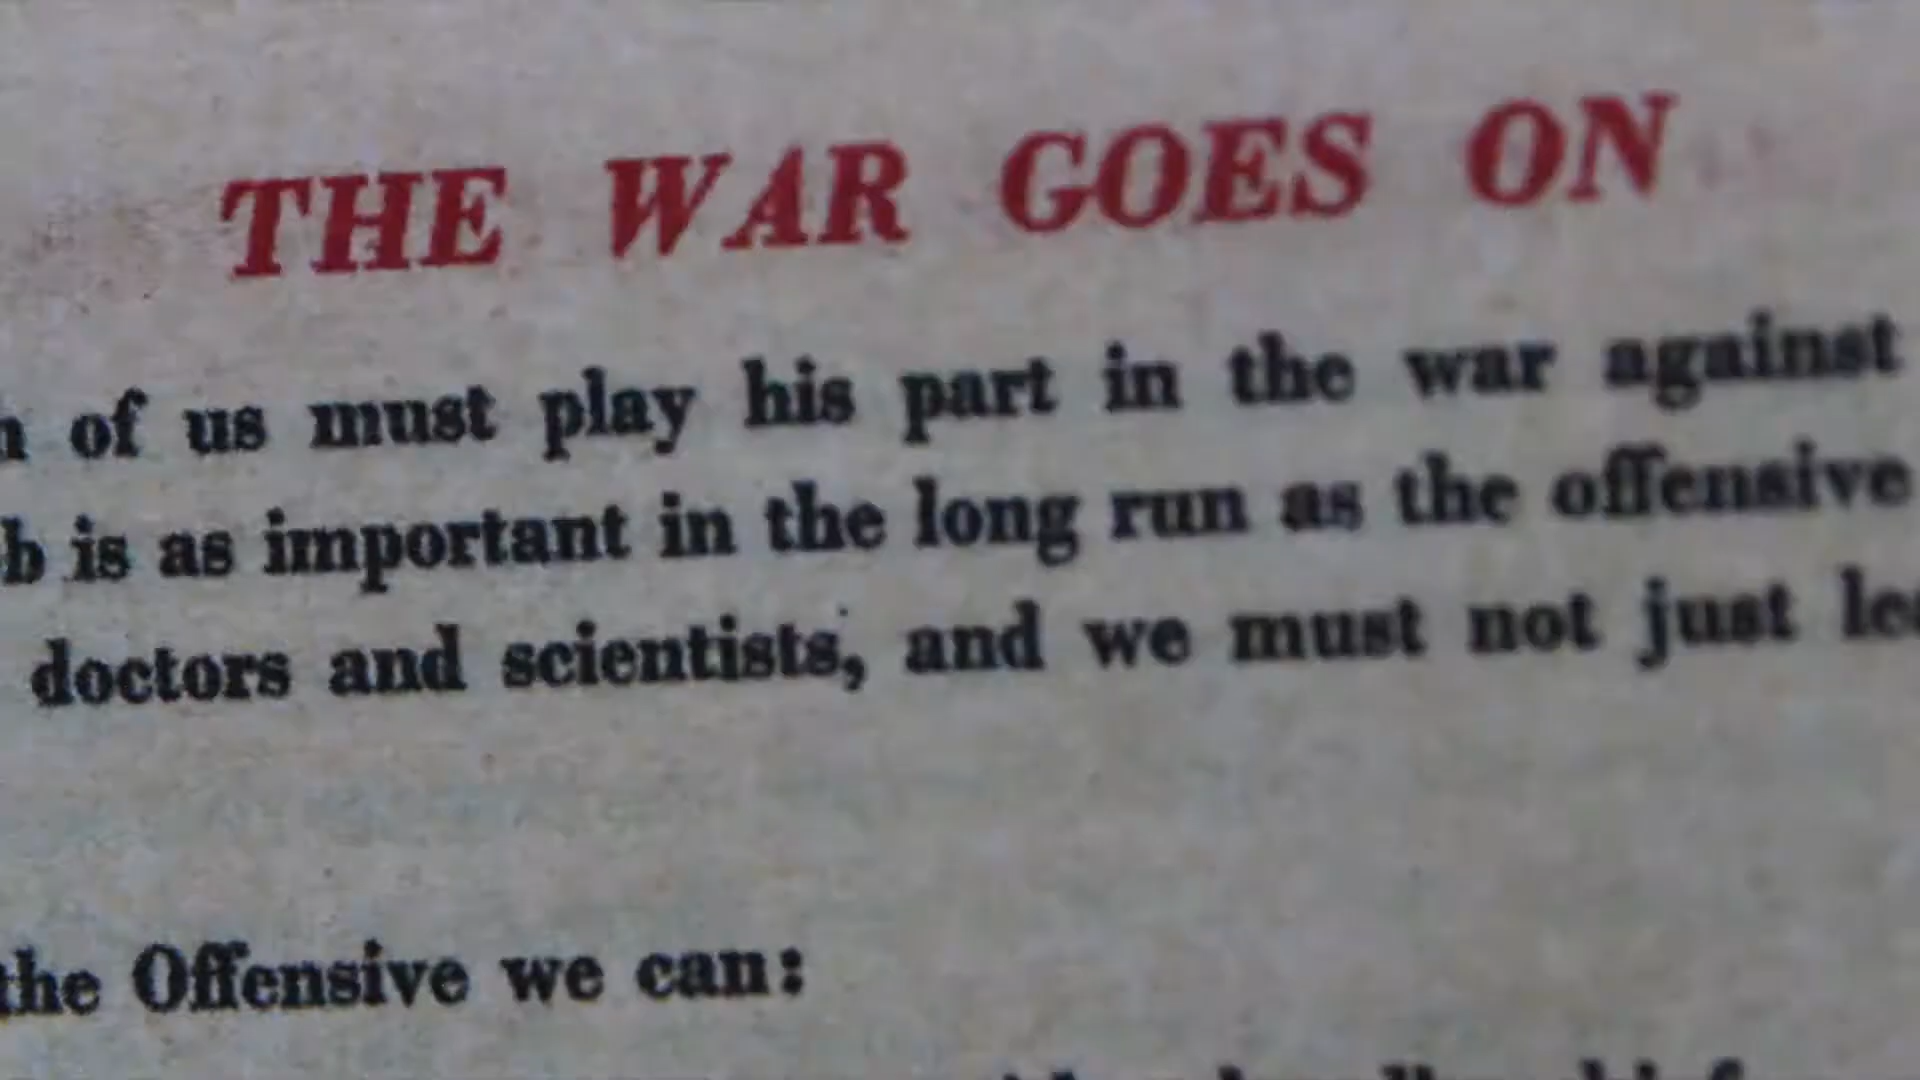 THE WAR GOES ON
of us must play his part in the war against
is as important in the long run as the offensive
doctors and scientists, and we must not just
the Offensive we can: